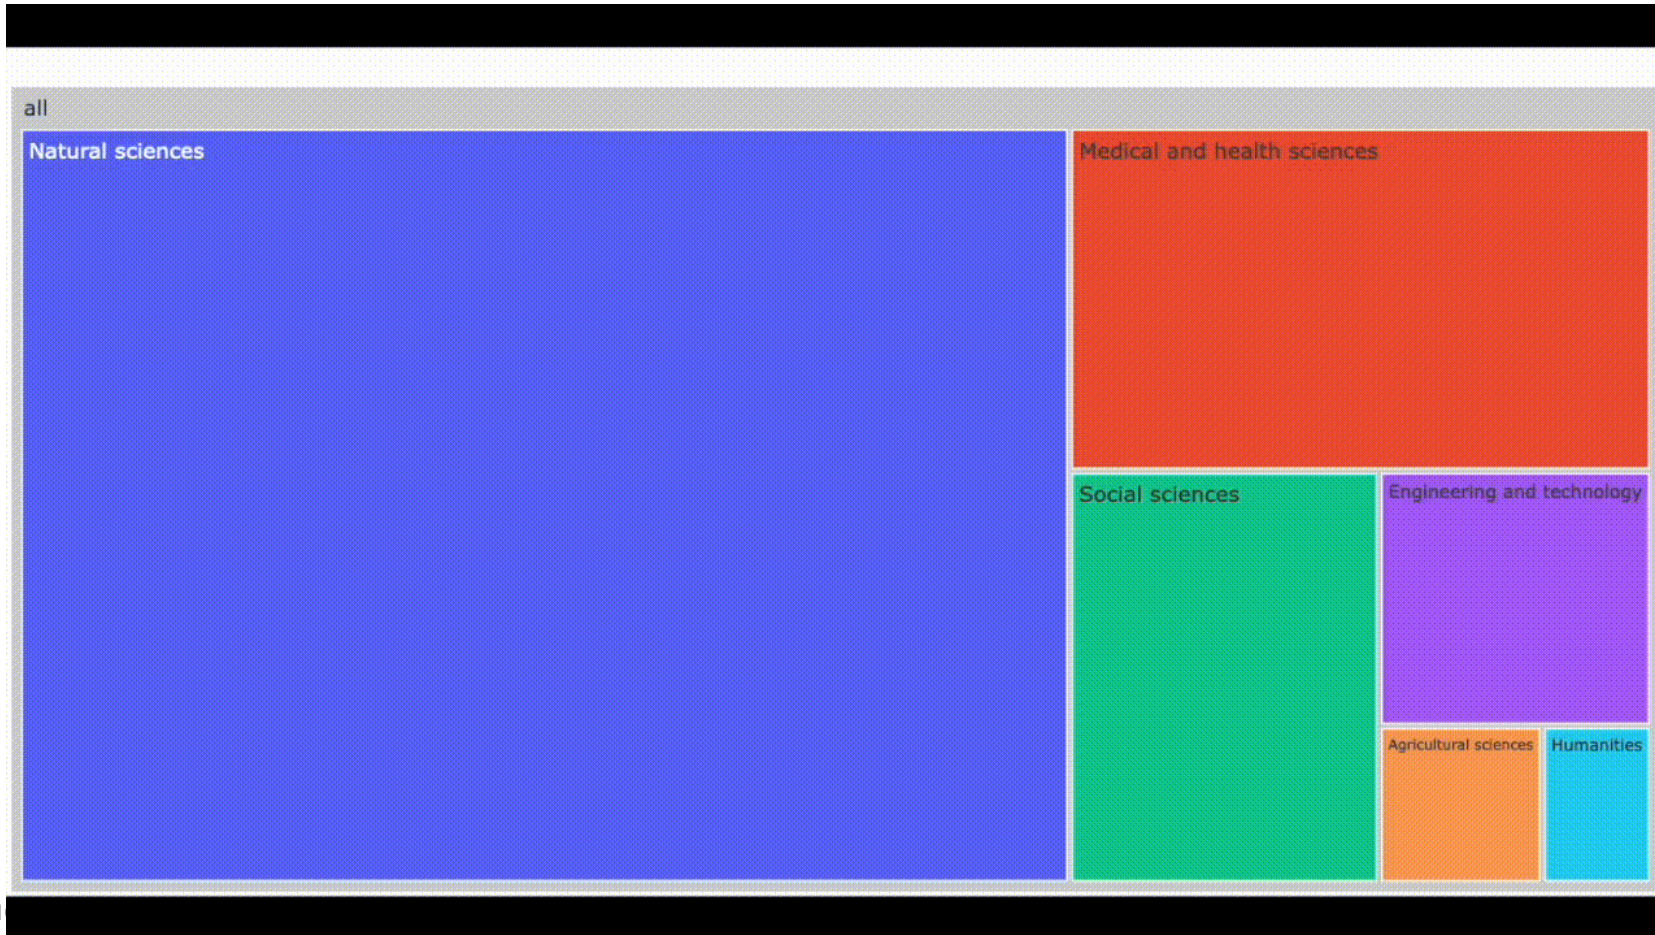 all
Natural sciences
Medical and health sciences
Social sciences
Engineering and technology
Agricultural sciences
Humanities